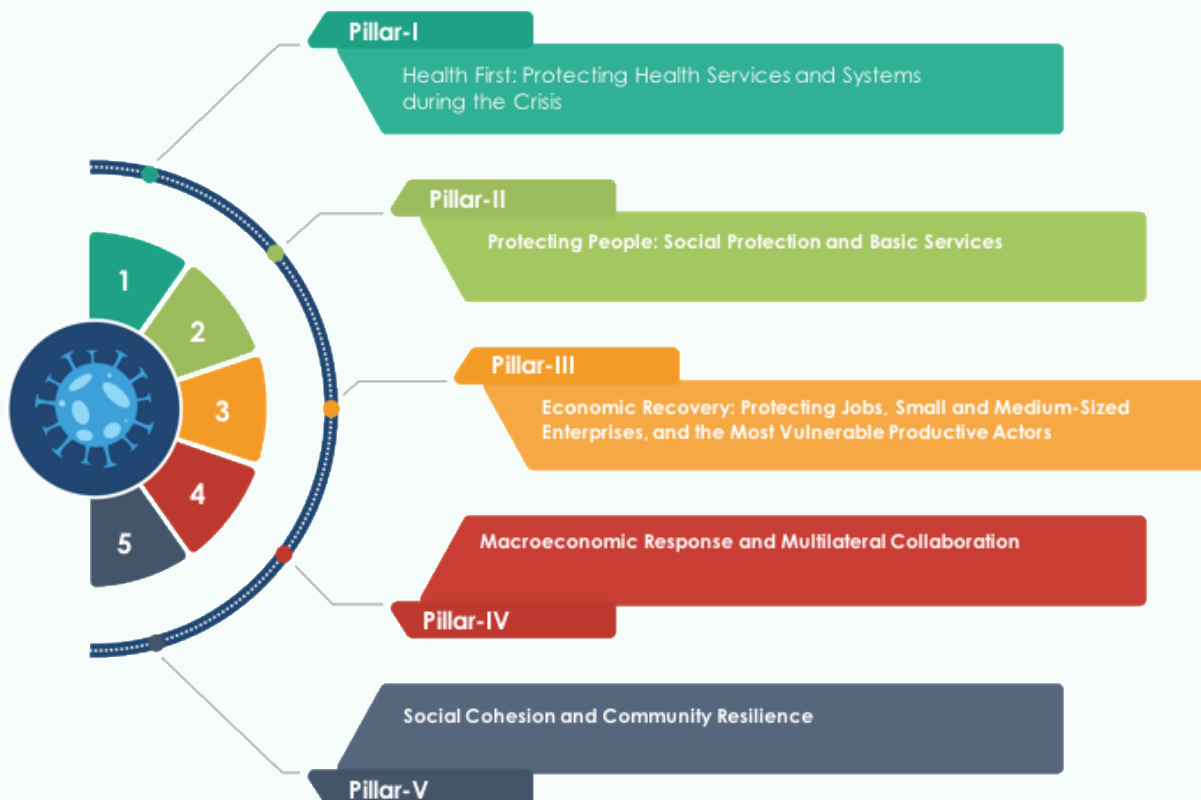 Pillar-I
Health First: Protecting Health Services and Systems
during the Crisis
Pillar-II
Protecting People: Social Protection and Basic Services
1
2
3
4
5
Pillar-III
Economic Recovery: Protecting Jobs, Small and Medium-Sized
Enterprises, and the Most Vulnerable Productive Actors
Macroeconomic Response and Multilateral Collaboration
Pillar-IV
Social Cohesion and Community Resilience
Pillar-V